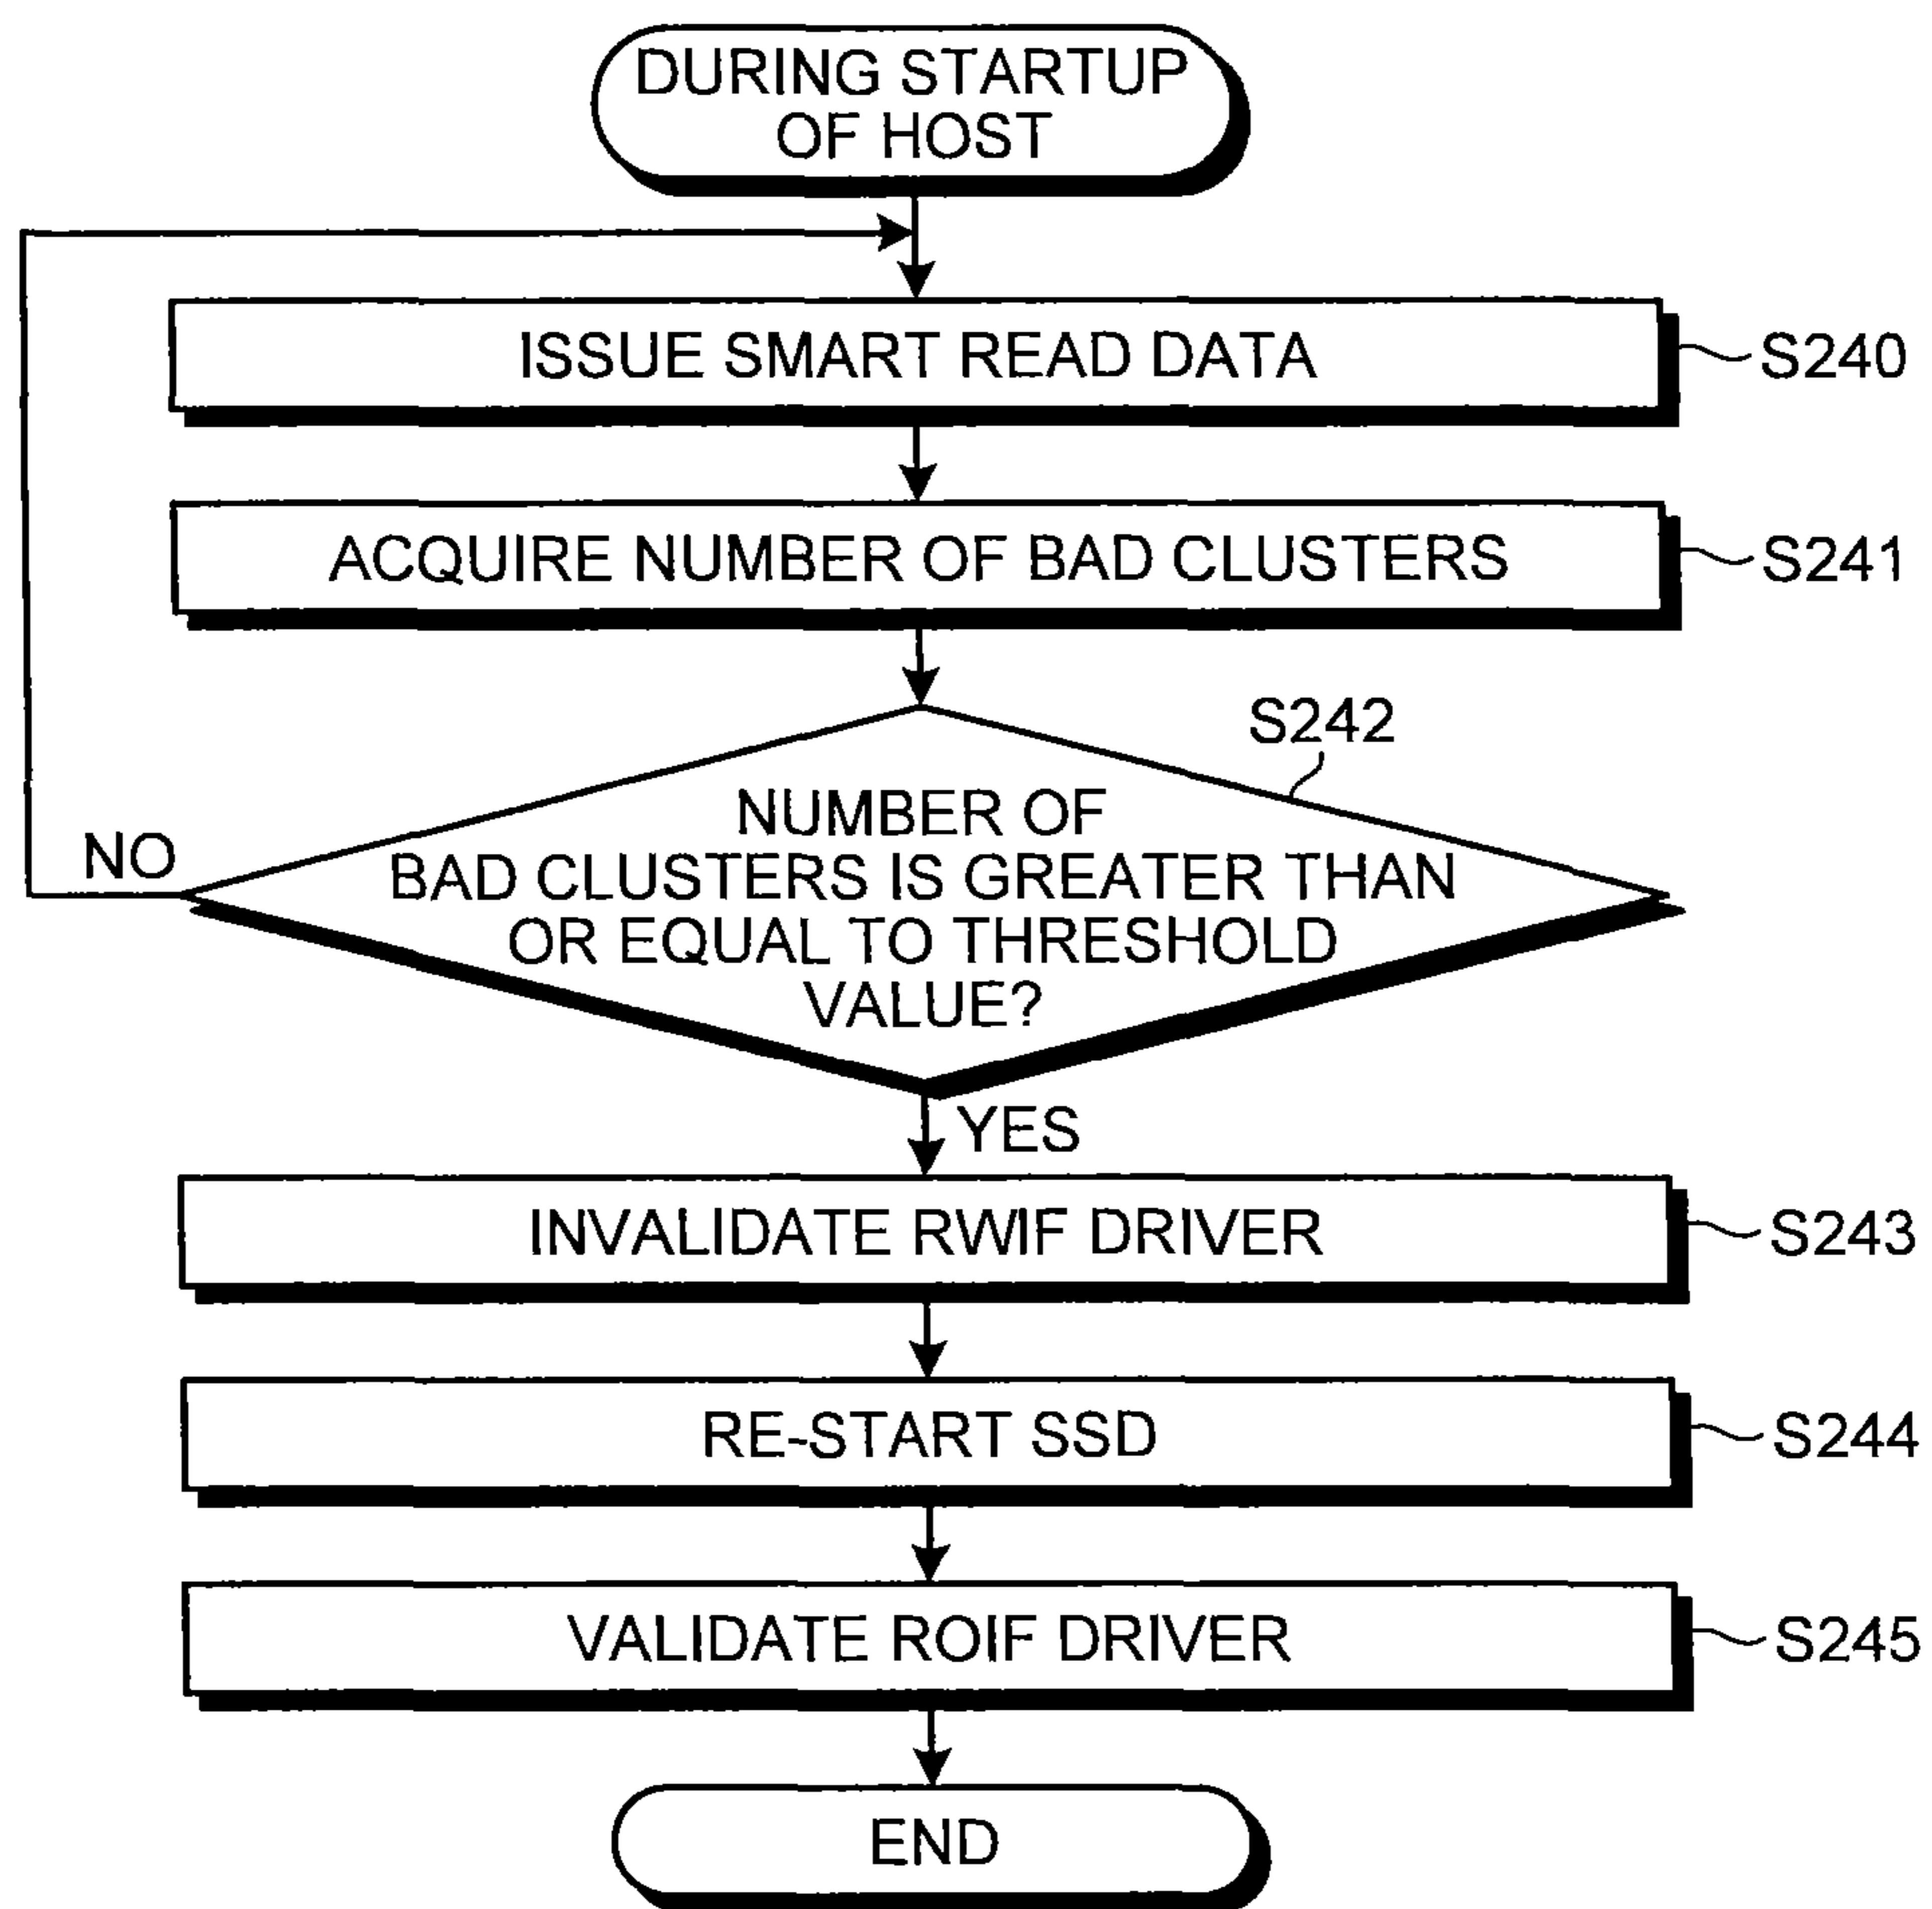 DURING STARTUP
OF HOST
ISSUE SMART READ DATA
S240
ACQUIRE NUMBER OF BAD CLUSTERS
S241
S242
NUMBER OF
BAD CLUSTERS IS GREATER THAN
OR EQUAL TO THRESHOLD
VALUE?
NO
YES
INVALIDATE RWIF DRIVER
S243
RE-START SSD
S244
VALIDATE ROIF DRIVER
S245
END